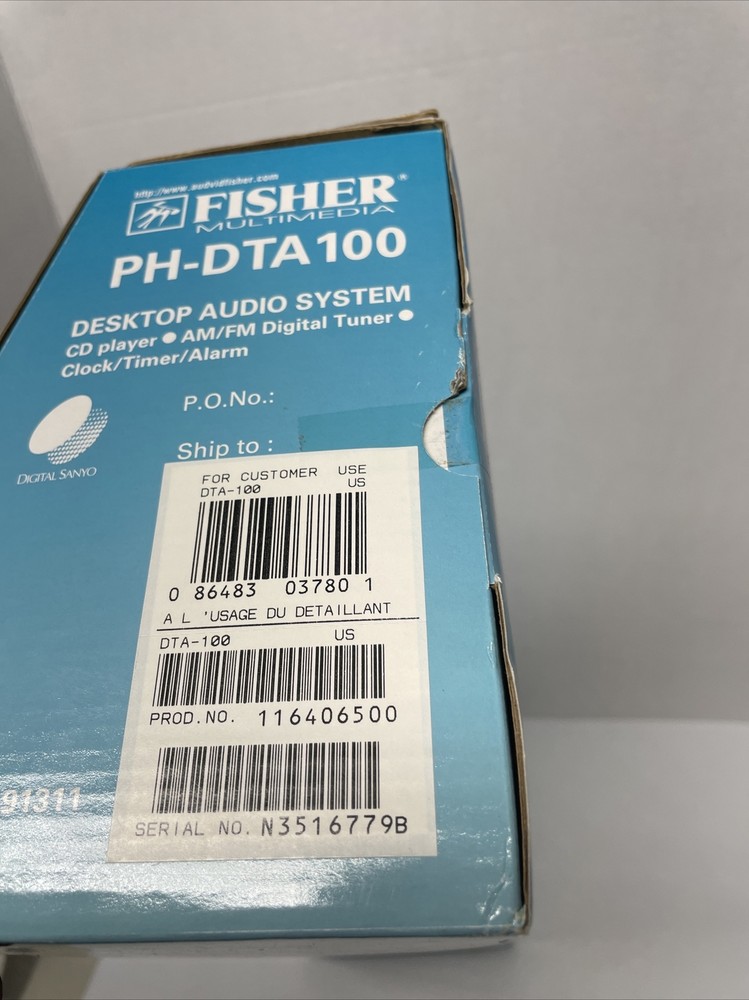 http://www.audvidfisher.com
FISHER®
MULTIMEDIA
PH-DTA100
DESKTOP AUDIO SYSTEM
CD player ● AM/FM Digital Tuner ●
Clock/Timer/Alarm
P.O.No.:
Ship to :
DIGITAL SANYO
FOR CUSTOMER USE
DTA-100 US
0 86483 03780 1
A L 'USAGE DU DETAILLANT
DTA-100 US
PROD.NO. 116406500
SERIAL NO. N3516779B
91311